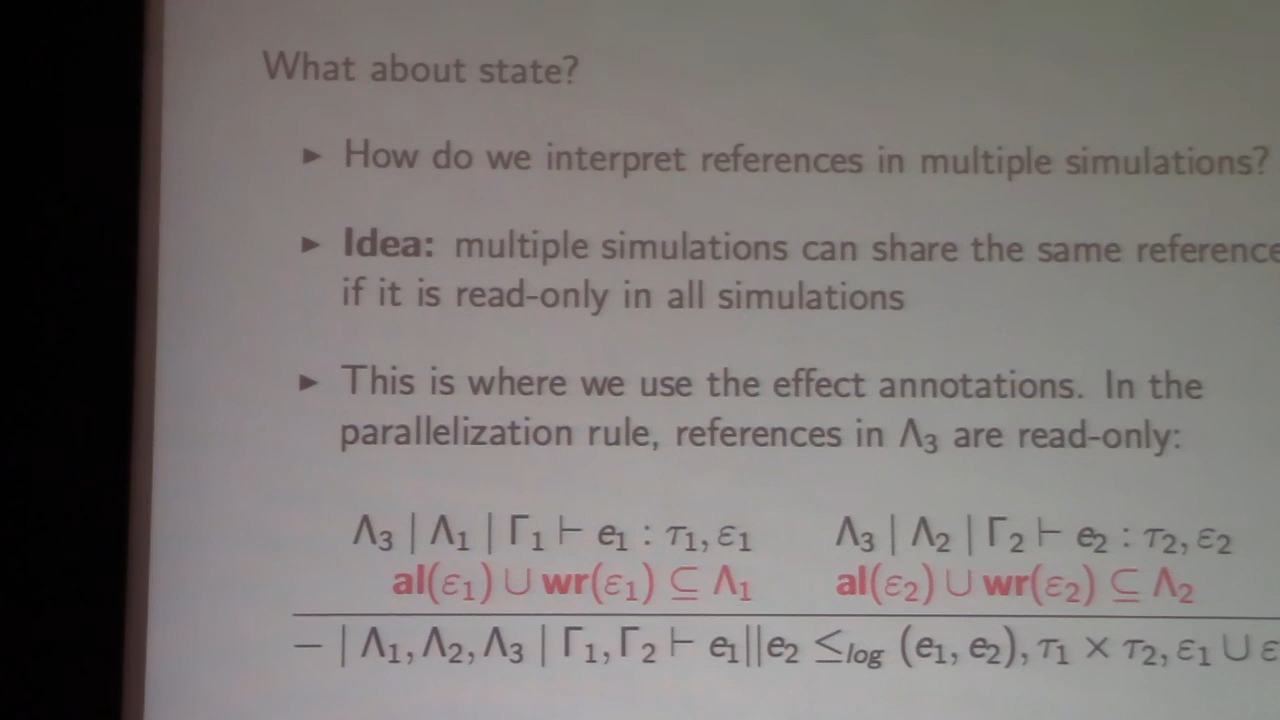 What about state?
► How do we interpret references in multiple simulations?
► Idea: multiple simulations can share the same reference
if it is read-only in all simulations
► This is where we use the effect annotations. In the
parallelization rule, references in Λ₃ are read-only:
Λ₃ | Λ₁ | Γ₁ ⊢ e₁ : τ₁, ε₁ Λ₃ | Λ₂ | Γ₂ ⊢ e₂ : τ₂, ε₂
al(ε₁) ∪ wr(ε₁) ⊆ Λ₁ al(ε₂) ∪ wr(ε₂) ⊆ Λ₂
− | Λ₁, Λ₂, Λ₃ | Γ₁, Γ₂ ⊢ e₁||e₂ ≤log (e₁, e₂), τ₁ × τ₂, ε₁ ∪ ε